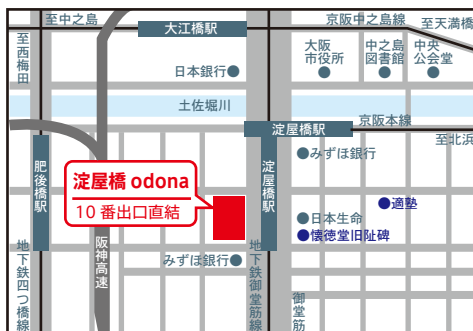 至中之島
大江橋駅
京阪中之島線
至天満橋
至西梅田
大阪
市役所
中之島
図書館
中央
公会堂
日本銀行
土佐堀川
淀屋橋駅
京阪本線
至北浜
肥後橋駅
淀屋橋駅
みずほ銀行
淀屋橋 odona
10 番出口直結
適塾
日本生命
懐徳堂旧趾碑
阪神高速
みずほ銀行
地下鉄四つ橋線
地下鉄御堂筋線
御堂筋